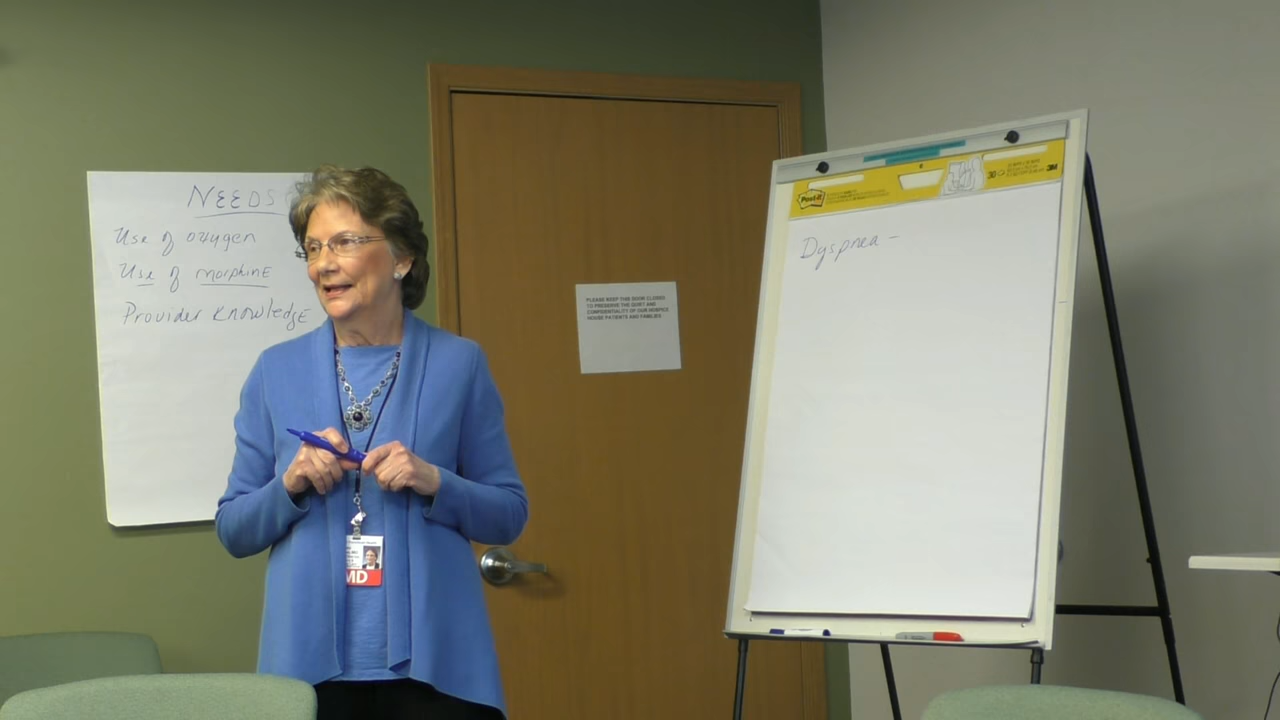 NEEDS
Use of oxygen
Use of morphine
Provider Knowledge
PLEASE KEEP THIS DOOR CLOSED
TO PRESERVE THE QUIET AND
CONFIDENTIALITY OF OUR HOSPICE
HOUSE PATIENTS AND FAMILIES
MD
Post-it
30
3M
Dyspnea -